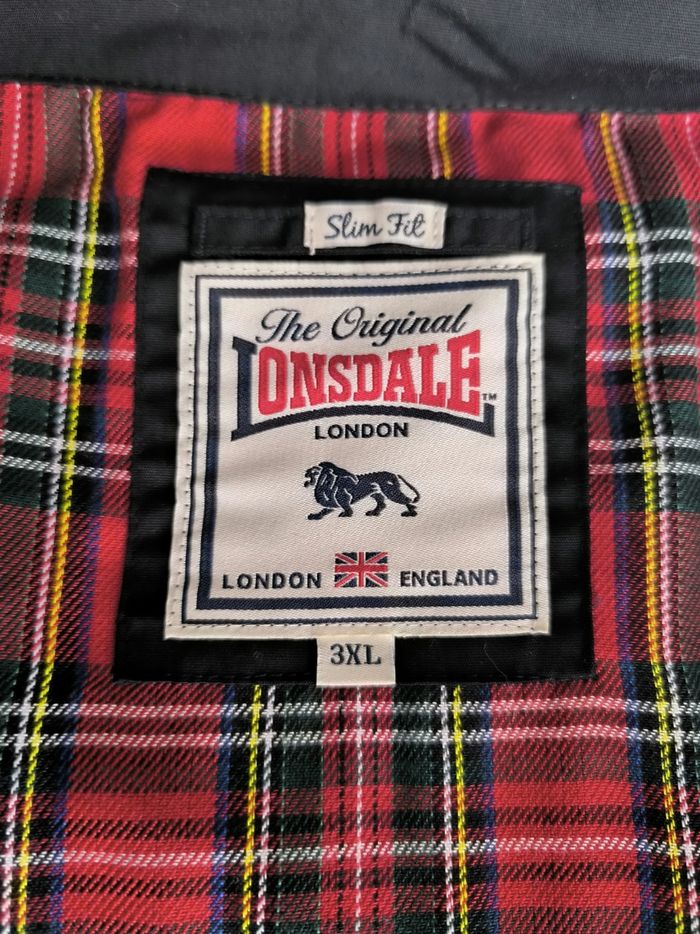 Slim Fit
The Original
LONSDALE™
LONDON
LONDON ENGLAND
3XL